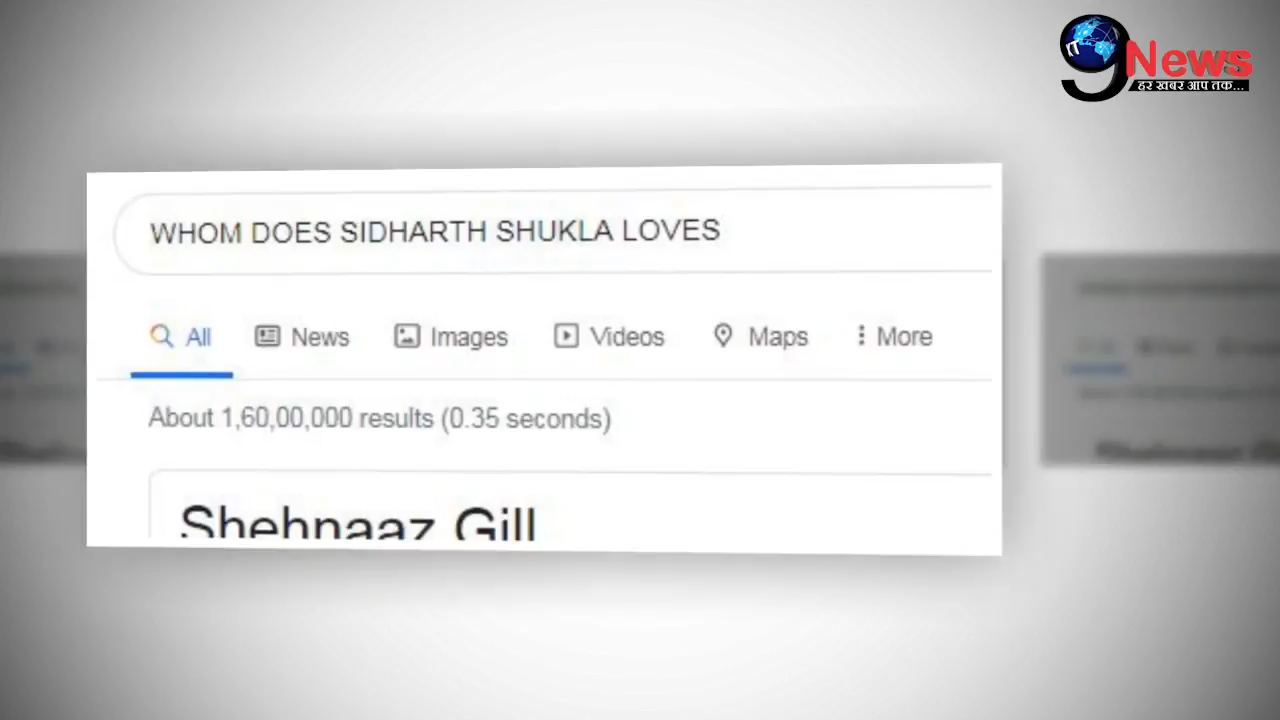 9 News
हर खबर आप तक...
WHOM DOES SIDHARTH SHUKLA LOVES
All News Images Videos Maps More
About 1,60,00,000 results (0.35 seconds)
Shehnaaz Gill